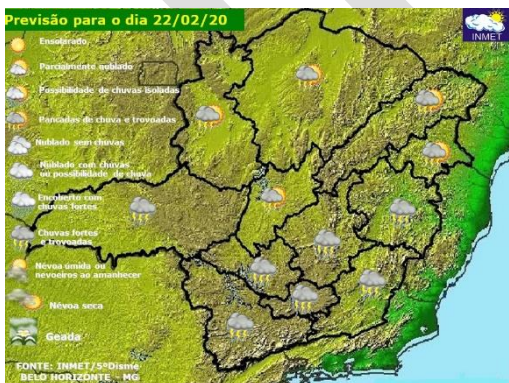 Previsão para o dia 22/02/20
INMET
Ensolarado
Parcialmente nublado
Possibilidade de chuvas isoladas
Pancadas de chuva e trovoadas
Nublado sem chuvas
Nublado com chuvas
ou possibilidade de chuva
Encoberto com
chuvas fortes
Chuvas fortes
e trovoadas
Névoa úmida ou
nevoeiros ao amanhecer
Névoa seca
Geada
FONTE: INMET/5ºDisme
BELO HORIZONTE - MG